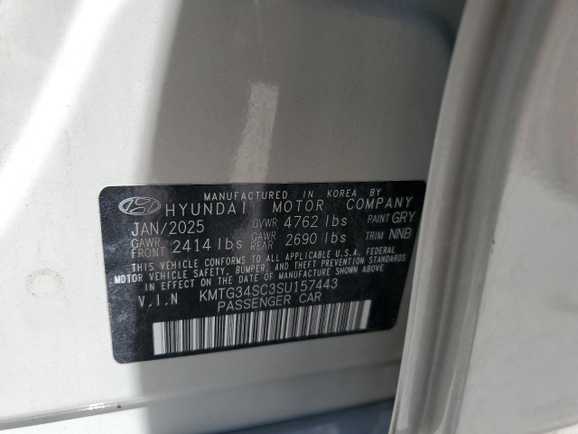 MANUFACTURED IN KOREA BY
HYUNDAI MOTOR COMPANY
JAN/2025 GVWR 4762 lbs PAINT GRY
GAWR FRONT 2414 lbs GAWR REAR 2690 lbs TRIM NNB
THIS VEHICLE CONFORMS TO ALL APPLICABLE U.S.A. FEDERAL
MOTOR VEHICLE SAFETY, BUMPER, AND THEFT PREVENTION STANDARDS
IN EFFECT ON THE DATE OF MANUFACTURE SHOWN ABOVE.
V.I.N KMTG34SC3SU157443
PASSENGER CAR